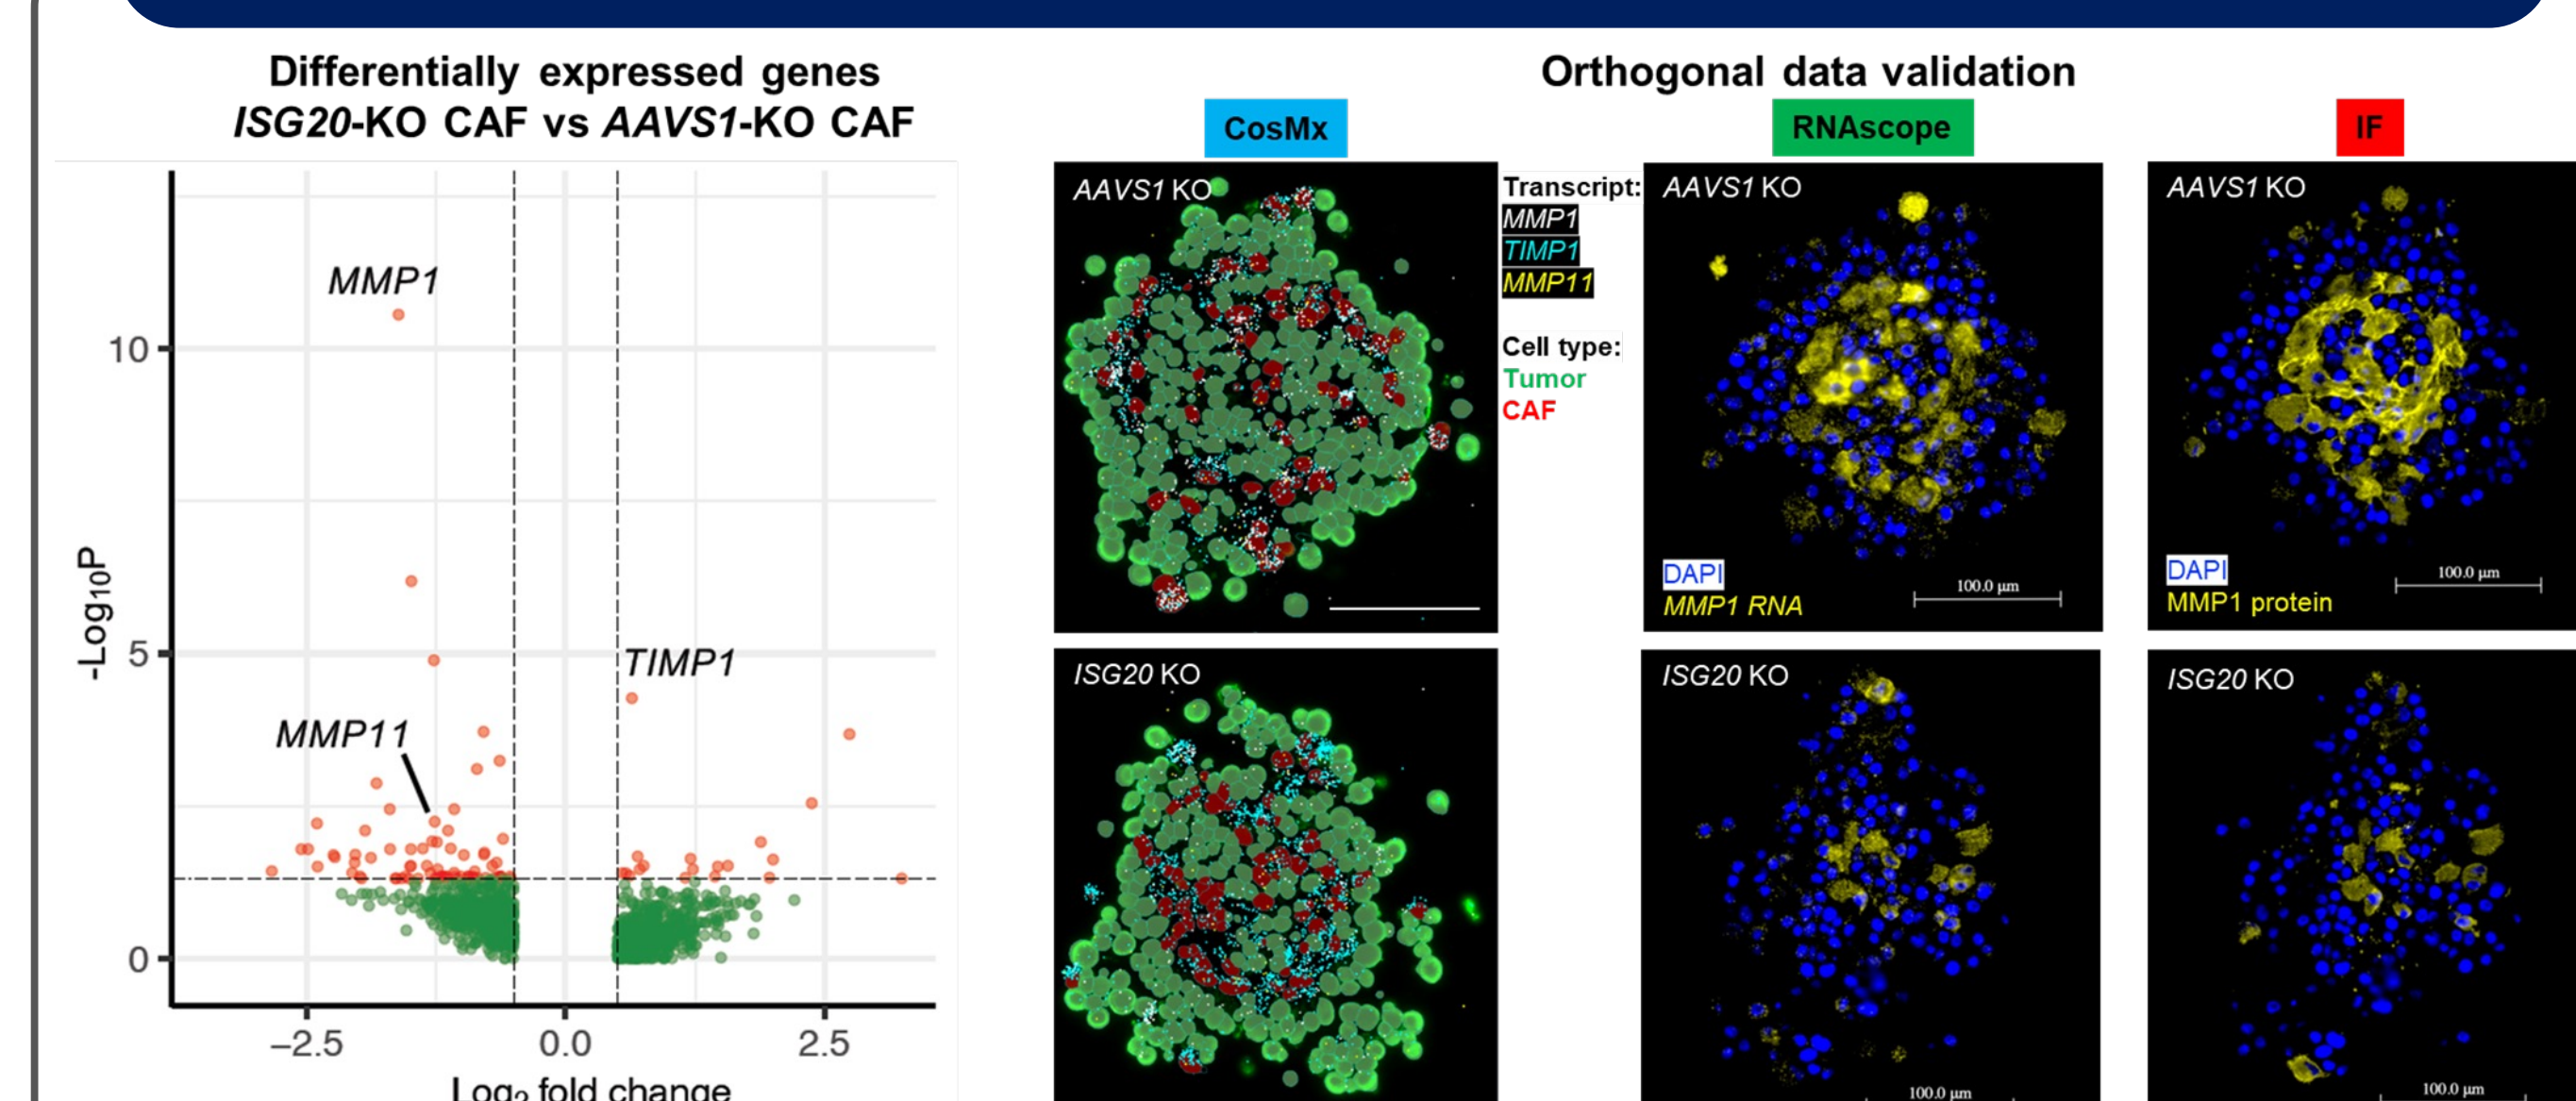 Differentially expressed genes
ISG20-KO CAF vs AAVS1-KO CAF
-Log10P
10
5
0
−2.5
0.0
2.5
Log2 fold change
MMP1
TIMP1
MMP11
Orthogonal data validation
CosMx
RNAscope
IF
AAVS1 KO
Transcript:
MMP1
TIMP1
MMP11
Cell type:
Tumor
CAF
AAVS1 KO
DAPI
MMP1 RNA
100.0 µm
AAVS1 KO
DAPI
MMP1 protein
100.0 µm
ISG20 KO
ISG20 KO
100.0 µm
ISG20 KO
100.0 µm